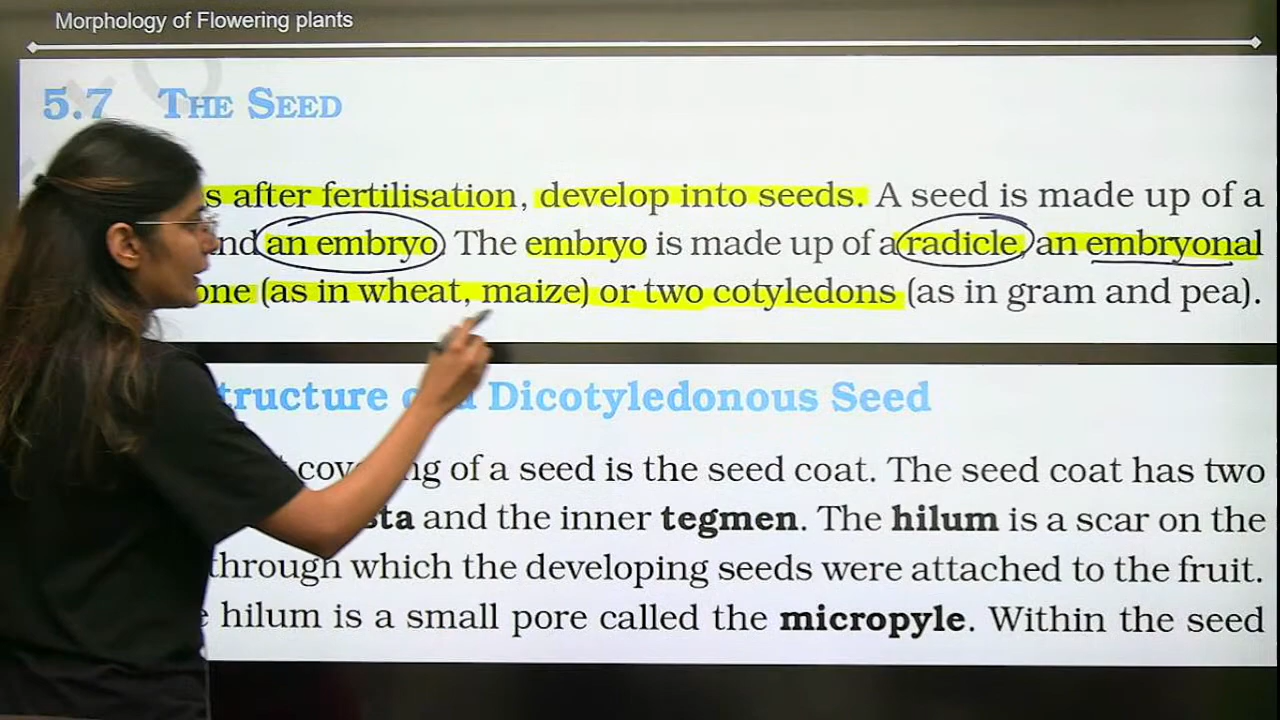 Morphology of Flowering plants
5.7 THE SEED
s after fertilisation, develop into seeds. A seed is made up of a
nd an embryo. The embryo is made up of a radicle, an embryonal
one (as in wheat, maize) or two cotyledons (as in gram and pea).
tructure of a Dicotyledonous Seed
covering of a seed is the seed coat. The seed coat has two
sta and the inner tegmen. The hilum is a scar on the
through which the developing seeds were attached to the fruit.
e hilum is a small pore called the micropyle. Within the seed